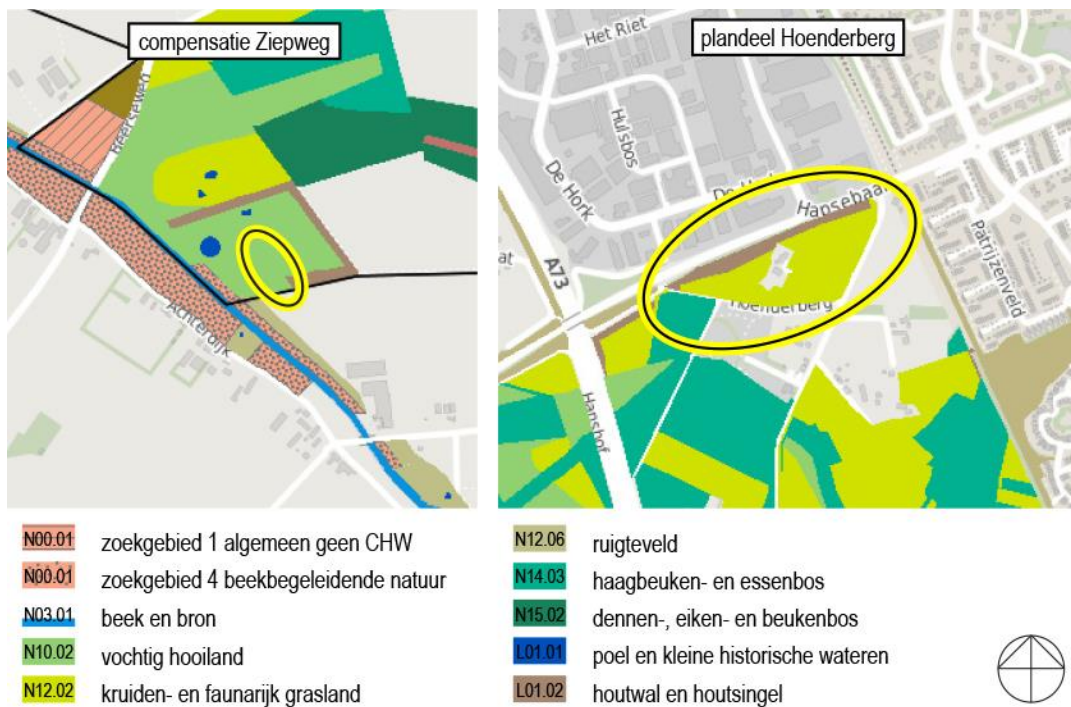 compensatie Ziepweg
Heerseweg
Achterdijk
plandeel Hoenderberg
Het Riet
Hulsbos
De Hork
Hapsebaan
A73
Hoenderberg
Patrijzenveld
Hapshof
N00.01 zoekgebied 1 algemeen geen CHW
N00.01 zoekgebied 4 beekbegeleidende natuur
N03.01 beek en bron
N10.02 vochtig hooiland
N12.02 kruiden- en faunarijk grasland
N12.06 ruigteveld
N14.03 haagbeuken- en essenbos
N15.02 dennen-, eiken- en beukenbos
L01.01 poel en kleine historische wateren
L01.02 houtwal en houtsingel